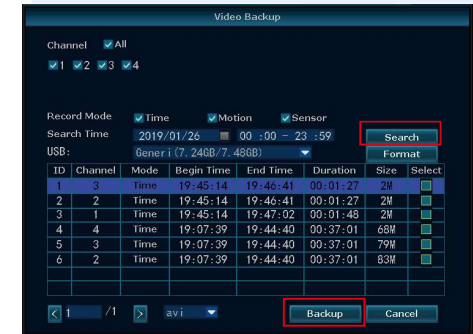 Video Backup
Channel All
1 2 3 4
Record Mode Time Motion Sensor
Search Time 2019/01/26 00 :00 - 23 :59 Search
USB: Generi(7.24GB/7.48GB) Format
ID Channel Mode Begin Time End Time Duration Size Select
1 3 Time 19:45:14 19:46:41 00:01:27 2M
2 2 Time 19:45:14 19:46:41 00:01:27 2M
3 1 Time 19:45:14 19:47:02 00:01:48 2M
4 4 Time 19:07:39 19:44:40 00:37:01 68M
5 3 Time 19:07:39 19:44:40 00:37:01 79M
6 2 Time 19:07:39 19:44:40 00:37:01 83M
< 1 /1 > avi Backup Cancel